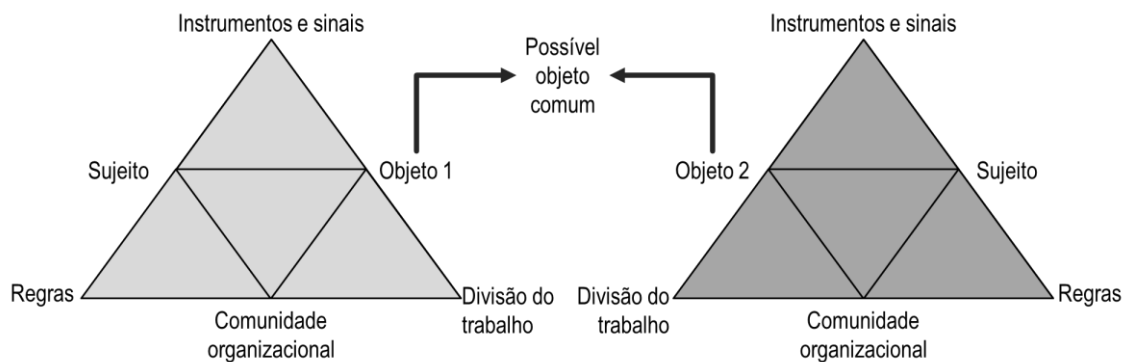 Instrumentos e sinais
Instrumentos e sinais
Possível
objeto
comum
Sujeito
Objeto 1
Objeto 2
Sujeito
Regras
Divisão do
trabalho
Divisão do
trabalho
Regras
Comunidade
organizacional
Comunidade
organizacional